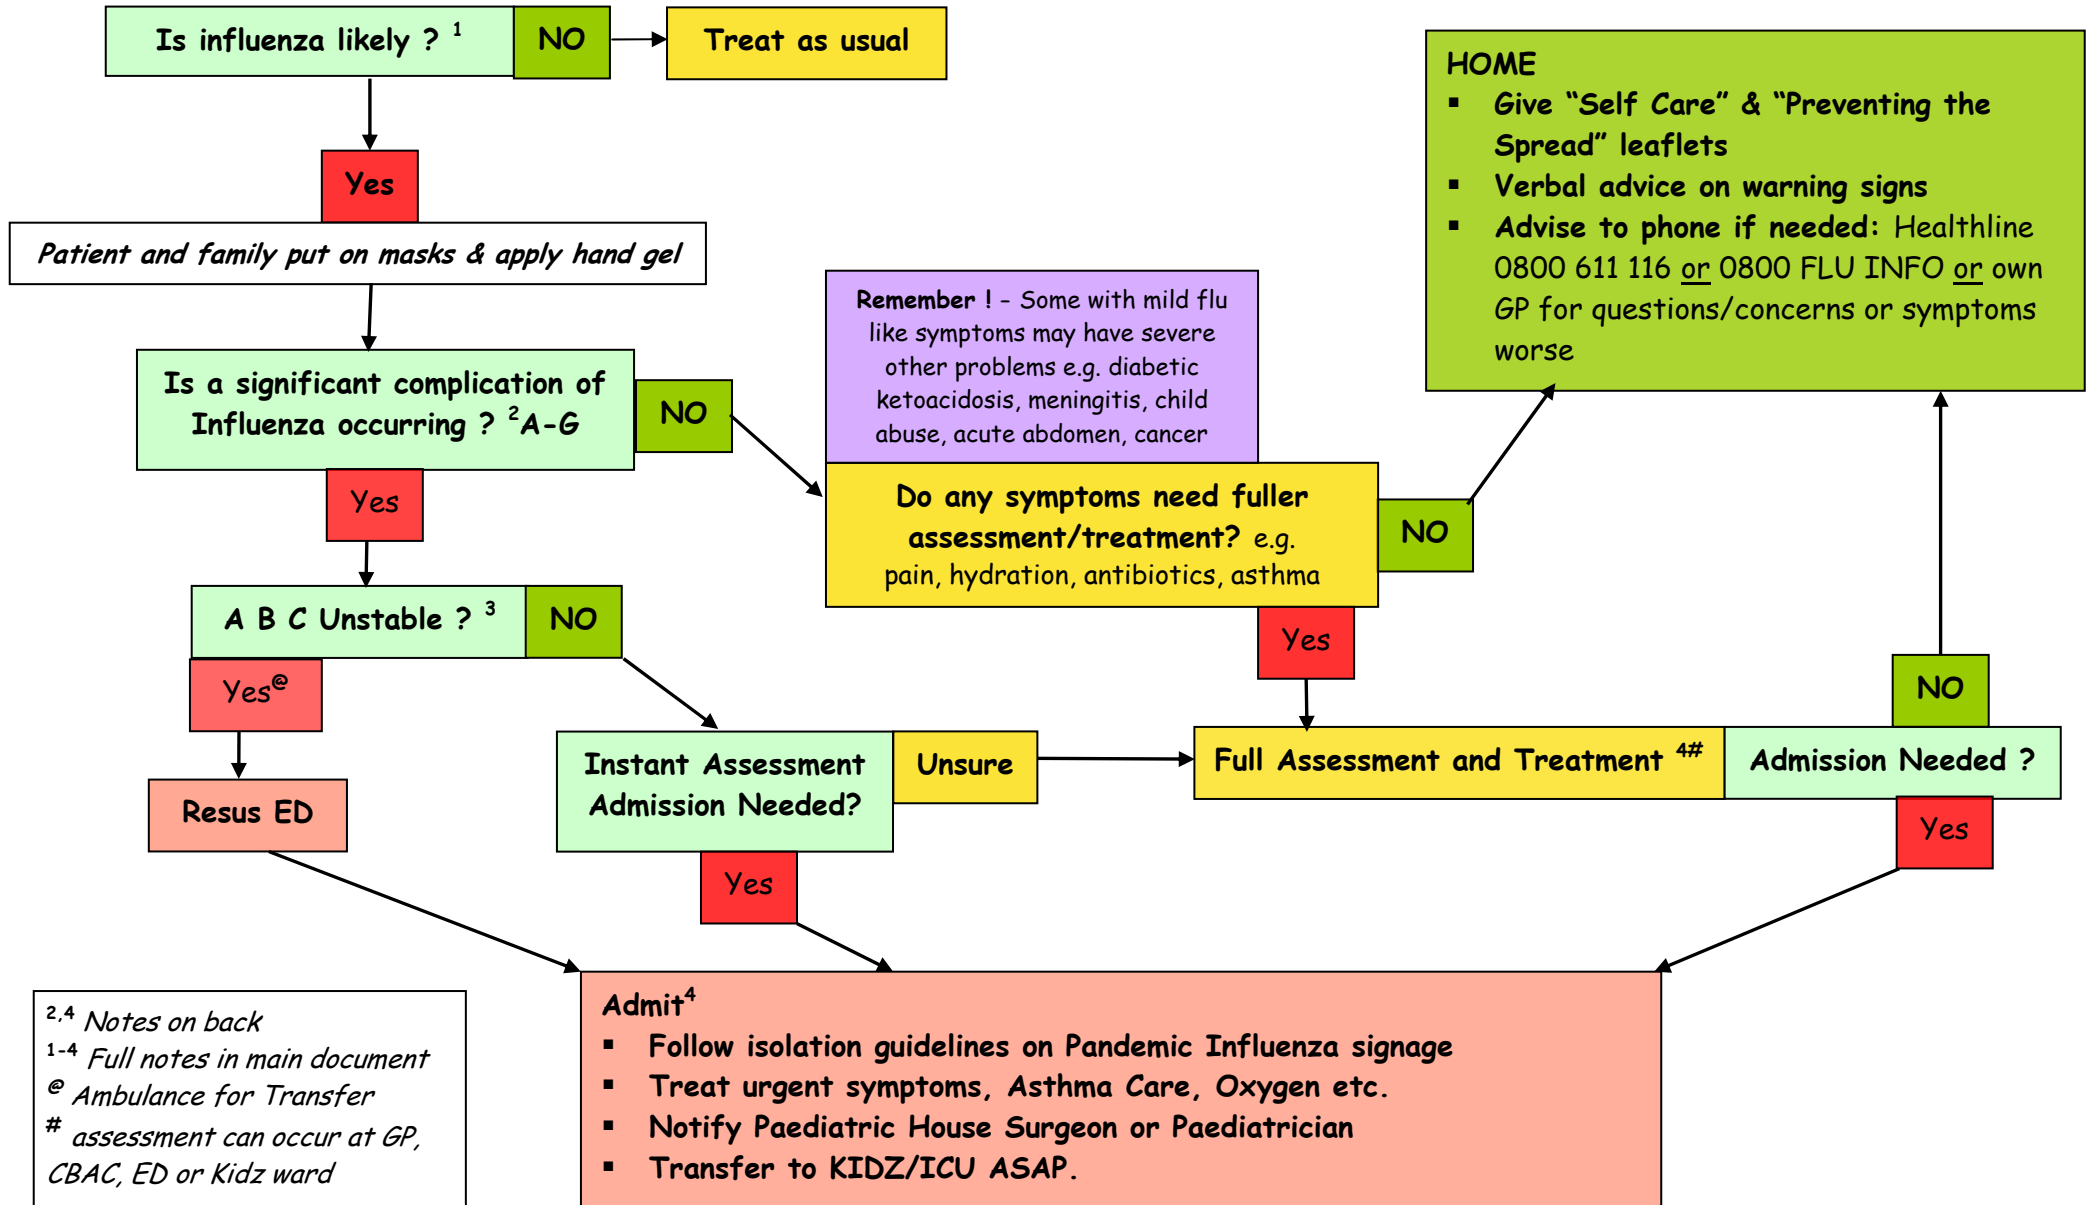 Is influenza likely ? 1
NO
Treat as usual
Yes
Patient and family put on masks & apply hand gel
Is a significant complication of
Influenza occurring ? 2A-G
NO
Yes
A B C Unstable ? 3
NO
Yes@
Resus ED
Instant Assessment
Admission Needed?
Unsure
Yes
Remember ! - Some with mild flu
like symptoms may have severe
other problems e.g. diabetic
ketoacidosis, meningitis, child
abuse, acute abdomen, cancer
Do any symptoms need fuller
assessment/treatment? e.g.
pain, hydration, antibiotics, asthma
NO
Yes
Full Assessment and Treatment 4#
Admission Needed ?
NO
Yes
HOME
▪ Give “Self Care” & “Preventing the
Spread” leaflets
▪ Verbal advice on warning signs
▪ Advise to phone if needed: Healthline
0800 611 116 or 0800 FLU INFO or own
GP for questions/concerns or symptoms
worse
2,4 Notes on back
1-4 Full notes in main document
@ Ambulance for Transfer
# assessment can occur at GP,
CBAC, ED or Kidz ward
Admit4
▪ Follow isolation guidelines on Pandemic Influenza signage
▪ Treat urgent symptoms, Asthma Care, Oxygen etc.
▪ Notify Paediatric House Surgeon or Paediatrician
▪ Transfer to KIDZ/ICU ASAP.